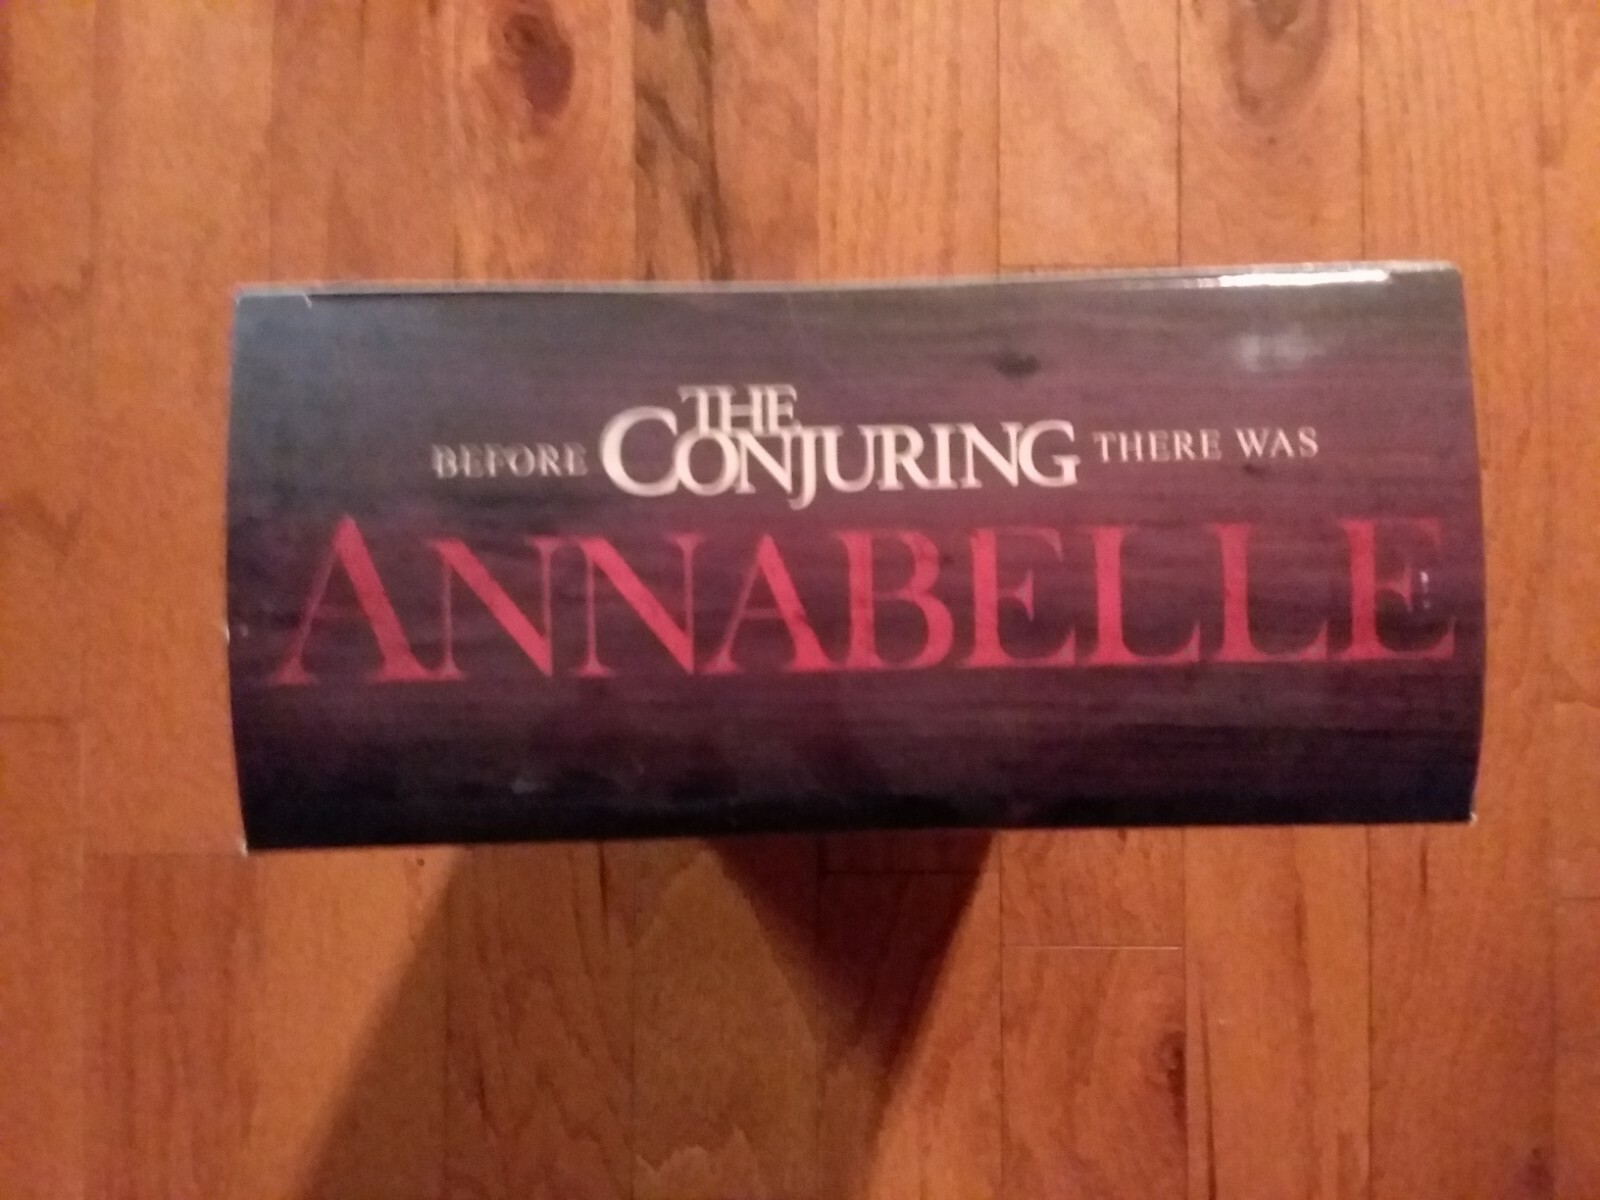 BEFORE THE CONJURING THERE WAS
ANNABELLE